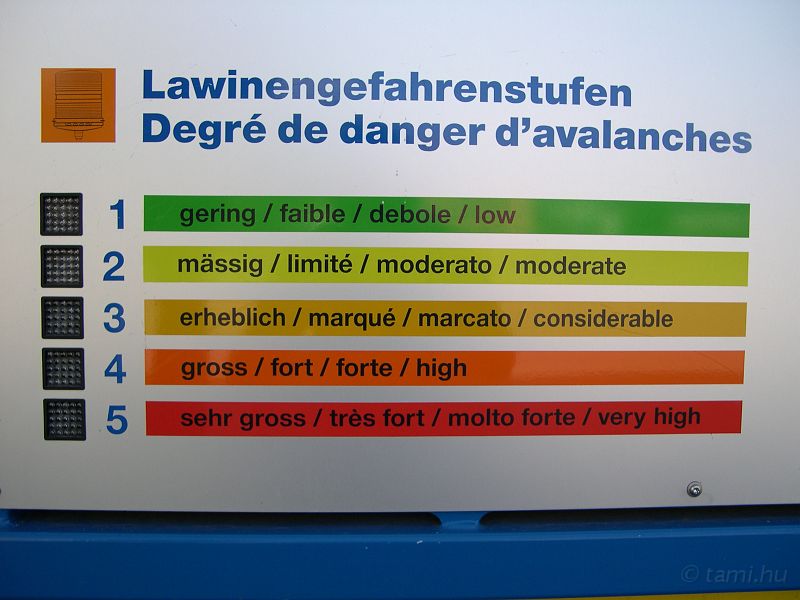 Lawinengefahrenstufen
Degré de danger d'avalanches
1 gering / faible / debole / low
2 mässig / limité / moderato / moderate
3 erheblich / marqué / marcato / considerable
4 gross / fort / forte / high
5 sehr gross / très fort / molto forte / very high
© tami.hu